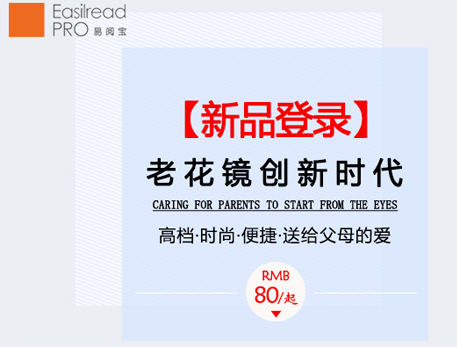 Easilread
PRO 易阅宝
【新品登录】
老花镜创新时代
CARING FOR PARENTS TO START FROM THE EYES
高档·时尚·便捷·送给父母的爱
RMB
80/起